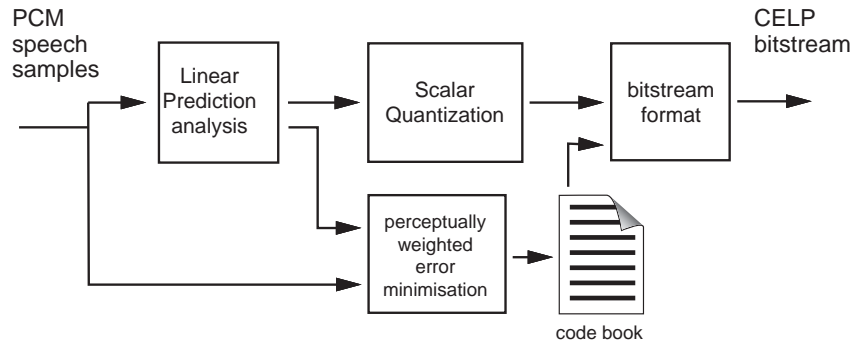 PCM
speech
samples
Linear
Prediction
analysis
Scalar
Quantization
bitstream
format
CELP
bitstream
perceptually
weighted
error
minimisation
code book